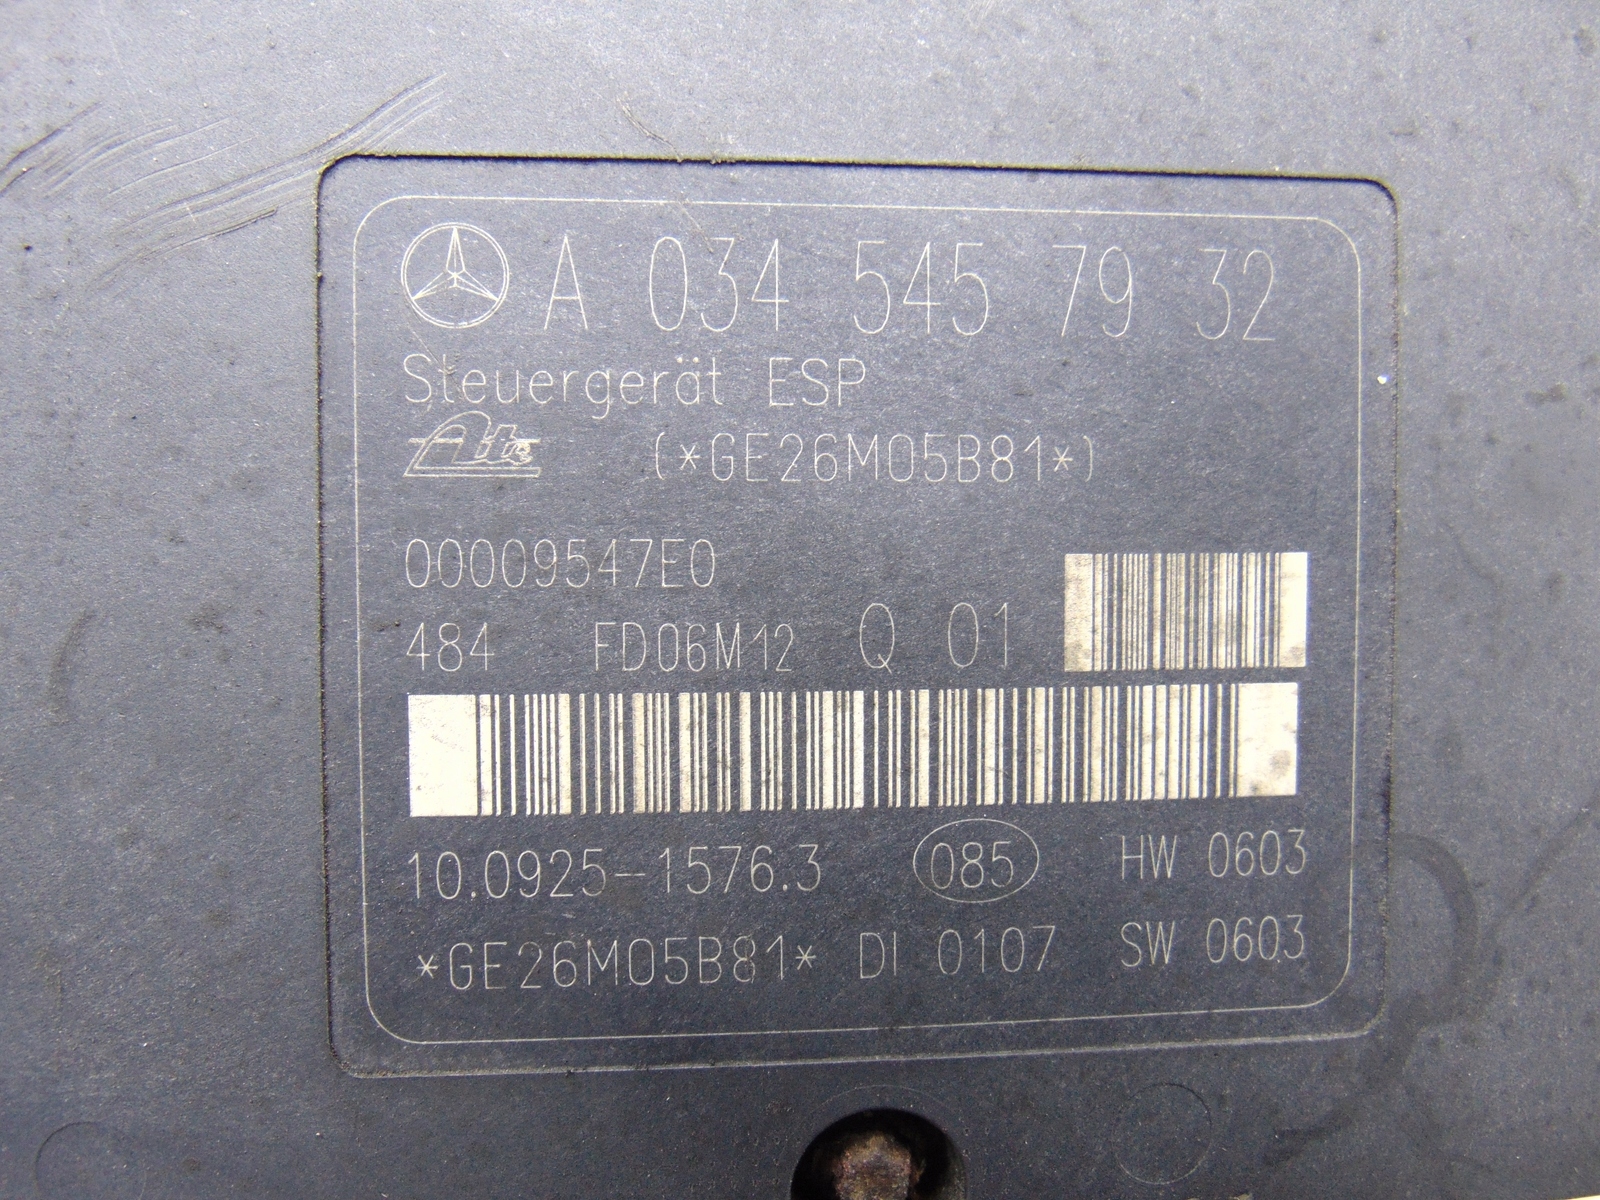 A 034 545 79 32
Steuergerät ESP
Ate (*GE26M05B81*)
00009547E0
484 FD06M12 Q 01
10.0925-1576.3 085 HW 0603
*GE26M05B81* DI 0107 SW 0603